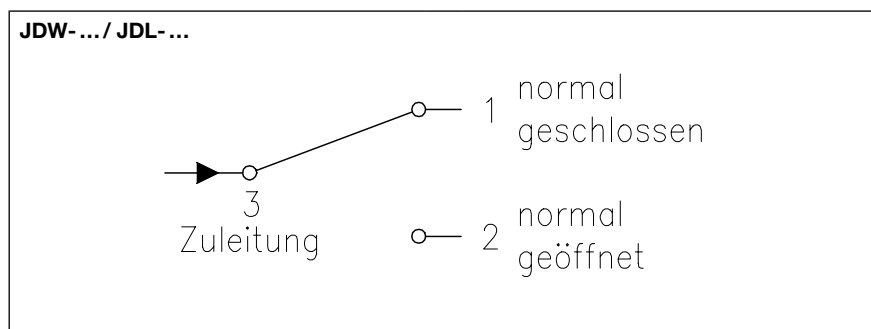 JDW- ... / JDL- ...
1 normal
geschlossen
3
Zuleitung
2 normal
geöffnet